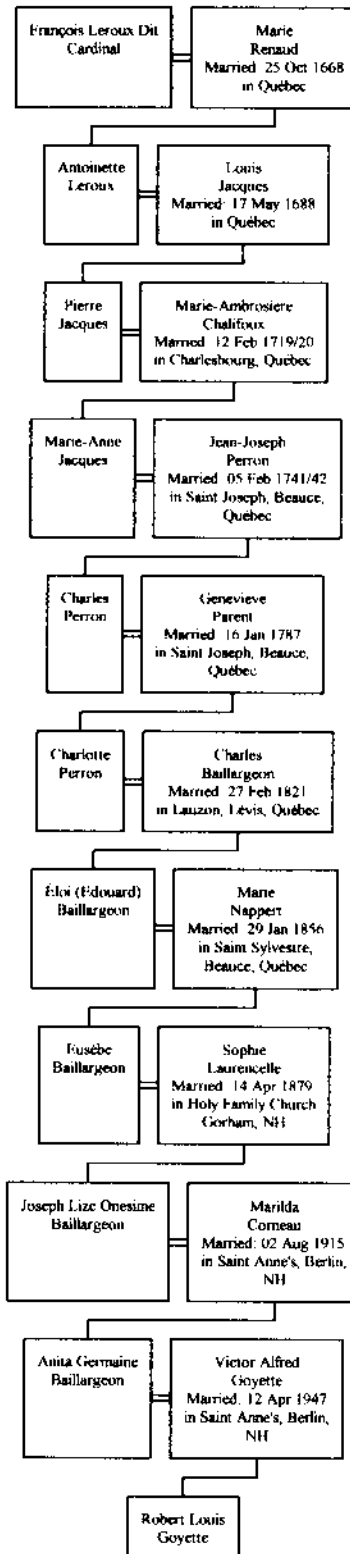 François Leroux Dit
Cardinal
Marie
Renaud
Married: 25 Oct 1668
in Québec
Antoinette
Leroux
Louis
Jacques
Married: 17 May 1688
in Québec
Pierre
Jacques
Marie-Ambrosiere
Chalifoux
Married: 12 Feb 1719/20
in Charlesbourg, Québec
Marie-Anne
Jacques
Jean-Joseph
Perron
Married: 05 Feb 1741/42
in Saint Joseph, Beauce,
Québec
Charles
Perron
Genevieve
Parent
Married: 16 Jan 1787
in Saint Joseph, Beauce,
Québec
Charlotte
Perron
Charles
Baillargeon
Married: 27 Feb 1821
in Lauzon, Lévis, Québec
Éloi (Édouard)
Baillargeon
Marie
Nappert
Married: 29 Jan 1856
in Saint Sylvestre,
Beauce, Québec
Eusèbe
Baillargeon
Sophie
Laurencelle
Married: 14 Apr 1879
in Holy Family Church
Gorham, NH
Joseph Lize Onesime
Baillargeon
Marilda
Corneau
Married: 02 Aug 1915
in Saint Anne's, Berlin,
NH
Anita Germaine
Baillargeon
Victor Alfred
Goyette
Married: 12 Apr 1947
in Saint Anne's, Berlin,
NH
Robert Louis
Goyette